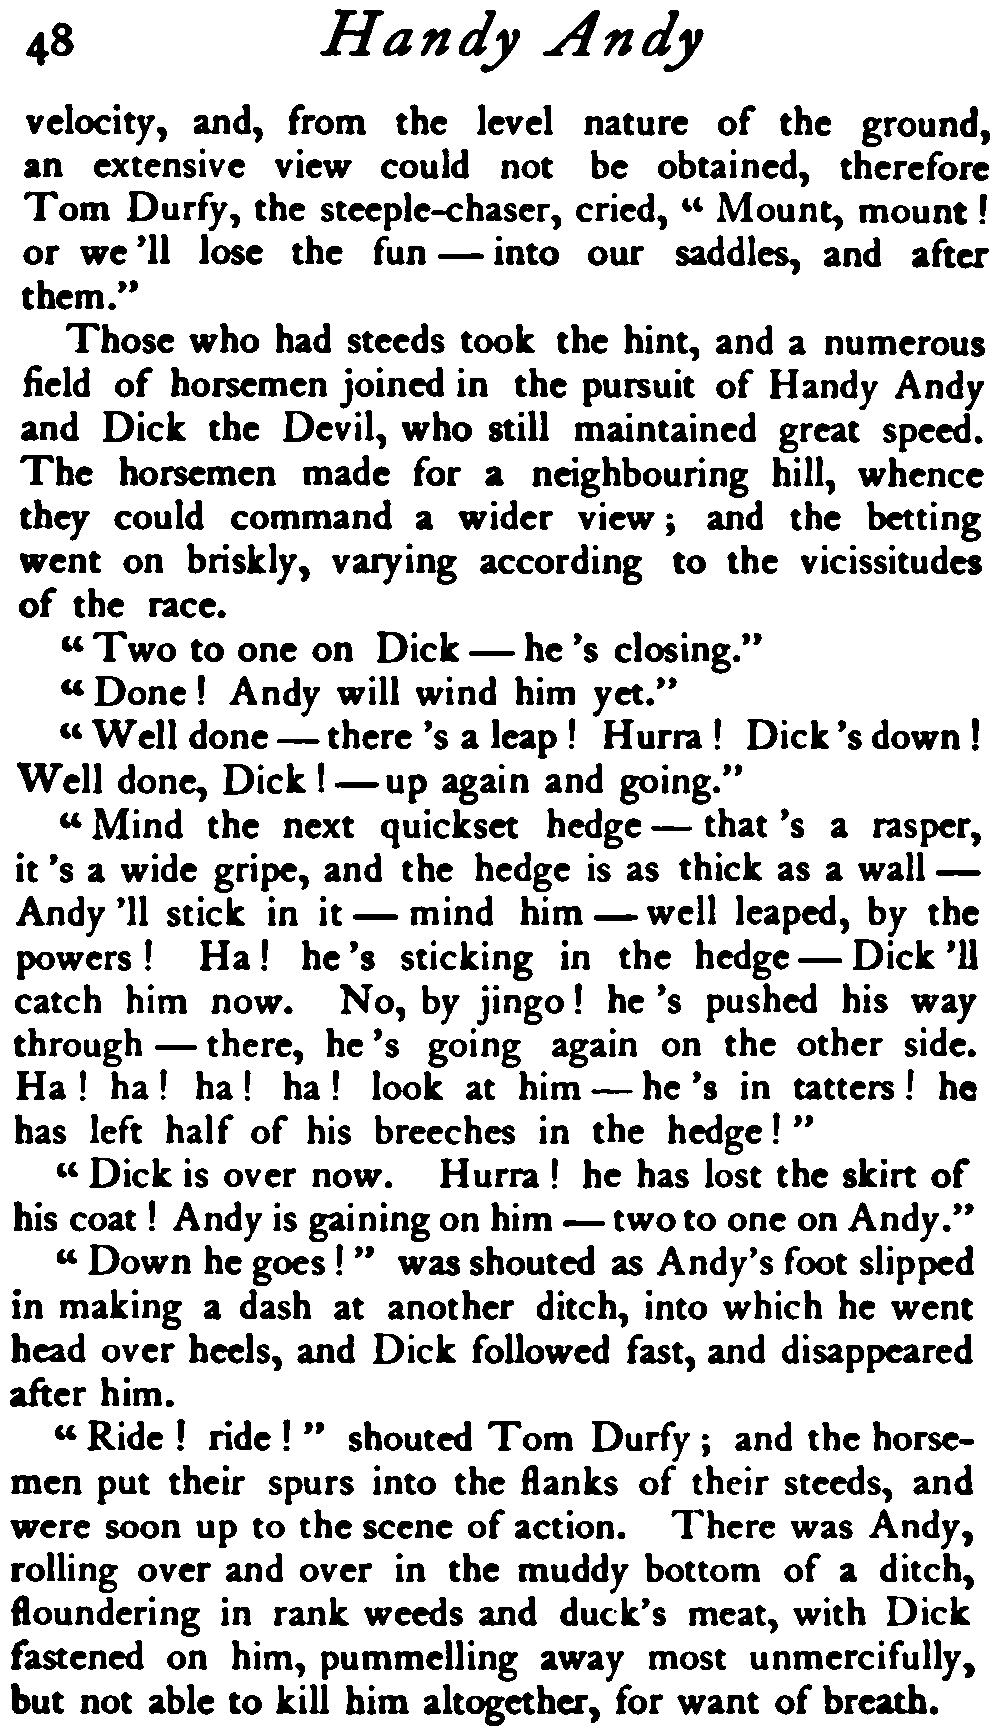 48 Handy Andy
velocity, and, from the level nature of the ground,
an extensive view could not be obtained, therefore
Tom Durfy, the steeple-chaser, cried, “ Mount, mount !
or we 'll lose the fun — into our saddles, and after
them.”
Those who had steeds took the hint, and a numerous
field of horsemen joined in the pursuit of Handy Andy
and Dick the Devil, who still maintained great speed.
The horsemen made for a neighbouring hill, whence
they could command a wider view ; and the betting
went on briskly, varying according to the vicissitudes
of the race.
“ Two to one on Dick — he 's closing.”
“ Done ! Andy will wind him yet.”
“ Well done — there 's a leap ! Hurra ! Dick 's down !
Well done, Dick ! — up again and going.”
“ Mind the next quickset hedge — that 's a rasper,
it 's a wide gripe, and the hedge is as thick as a wall —
Andy 'll stick in it — mind him — well leaped, by the
powers ! Ha ! he 's sticking in the hedge — Dick 'll
catch him now. No, by jingo ! he 's pushed his way
through — there, he 's going again on the other side.
Ha ! ha ! ha ! ha ! look at him — he 's in tatters ! he
has left half of his breeches in the hedge ! ”
“ Dick is over now. Hurra ! he has lost the skirt of
his coat ! Andy is gaining on him — two to one on Andy.”
“ Down he goes ! ” was shouted as Andy's foot slipped
in making a dash at another ditch, into which he went
head over heels, and Dick followed fast, and disappeared
after him.
“ Ride ! ride ! ” shouted Tom Durfy ; and the horse-
men put their spurs into the flanks of their steeds, and
were soon up to the scene of action. There was Andy,
rolling over and over in the muddy bottom of a ditch,
floundering in rank weeds and duck's meat, with Dick
fastened on him, pummelling away most unmercifully,
but not able to kill him altogether, for want of breath.